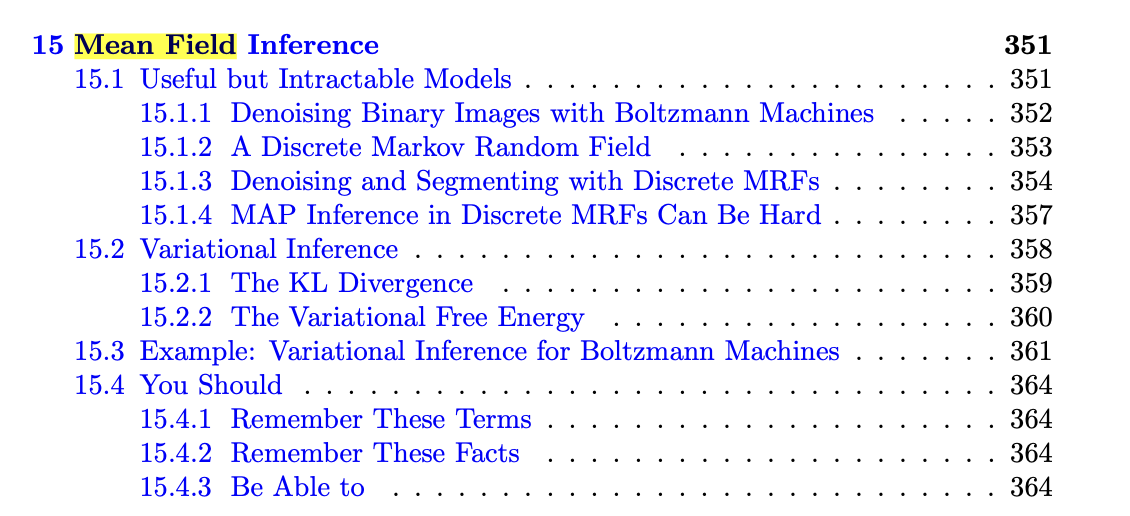 15 Mean Field Inference 351
15.1 Useful but Intractable Models . . . . . . . . . . . . . . . . . . . . . . 351
15.1.1 Denoising Binary Images with Boltzmann Machines . . . . . 352
15.1.2 A Discrete Markov Random Field . . . . . . . . . . . . . . . 353
15.1.3 Denoising and Segmenting with Discrete MRFs . . . . . . . . 354
15.1.4 MAP Inference in Discrete MRFs Can Be Hard . . . . . . . . 357
15.2 Variational Inference . . . . . . . . . . . . . . . . . . . . . . . . . . . 358
15.2.1 The KL Divergence . . . . . . . . . . . . . . . . . . . . . . . 359
15.2.2 The Variational Free Energy . . . . . . . . . . . . . . . . . . 360
15.3 Example: Variational Inference for Boltzmann Machines . . . . . . . 361
15.4 You Should . . . . . . . . . . . . . . . . . . . . . . . . . . . . . . . . 364
15.4.1 Remember These Terms . . . . . . . . . . . . . . . . . . . . . 364
15.4.2 Remember These Facts . . . . . . . . . . . . . . . . . . . . . 364
15.4.3 Be Able to . . . . . . . . . . . . . . . . . . . . . . . . . . . . 364